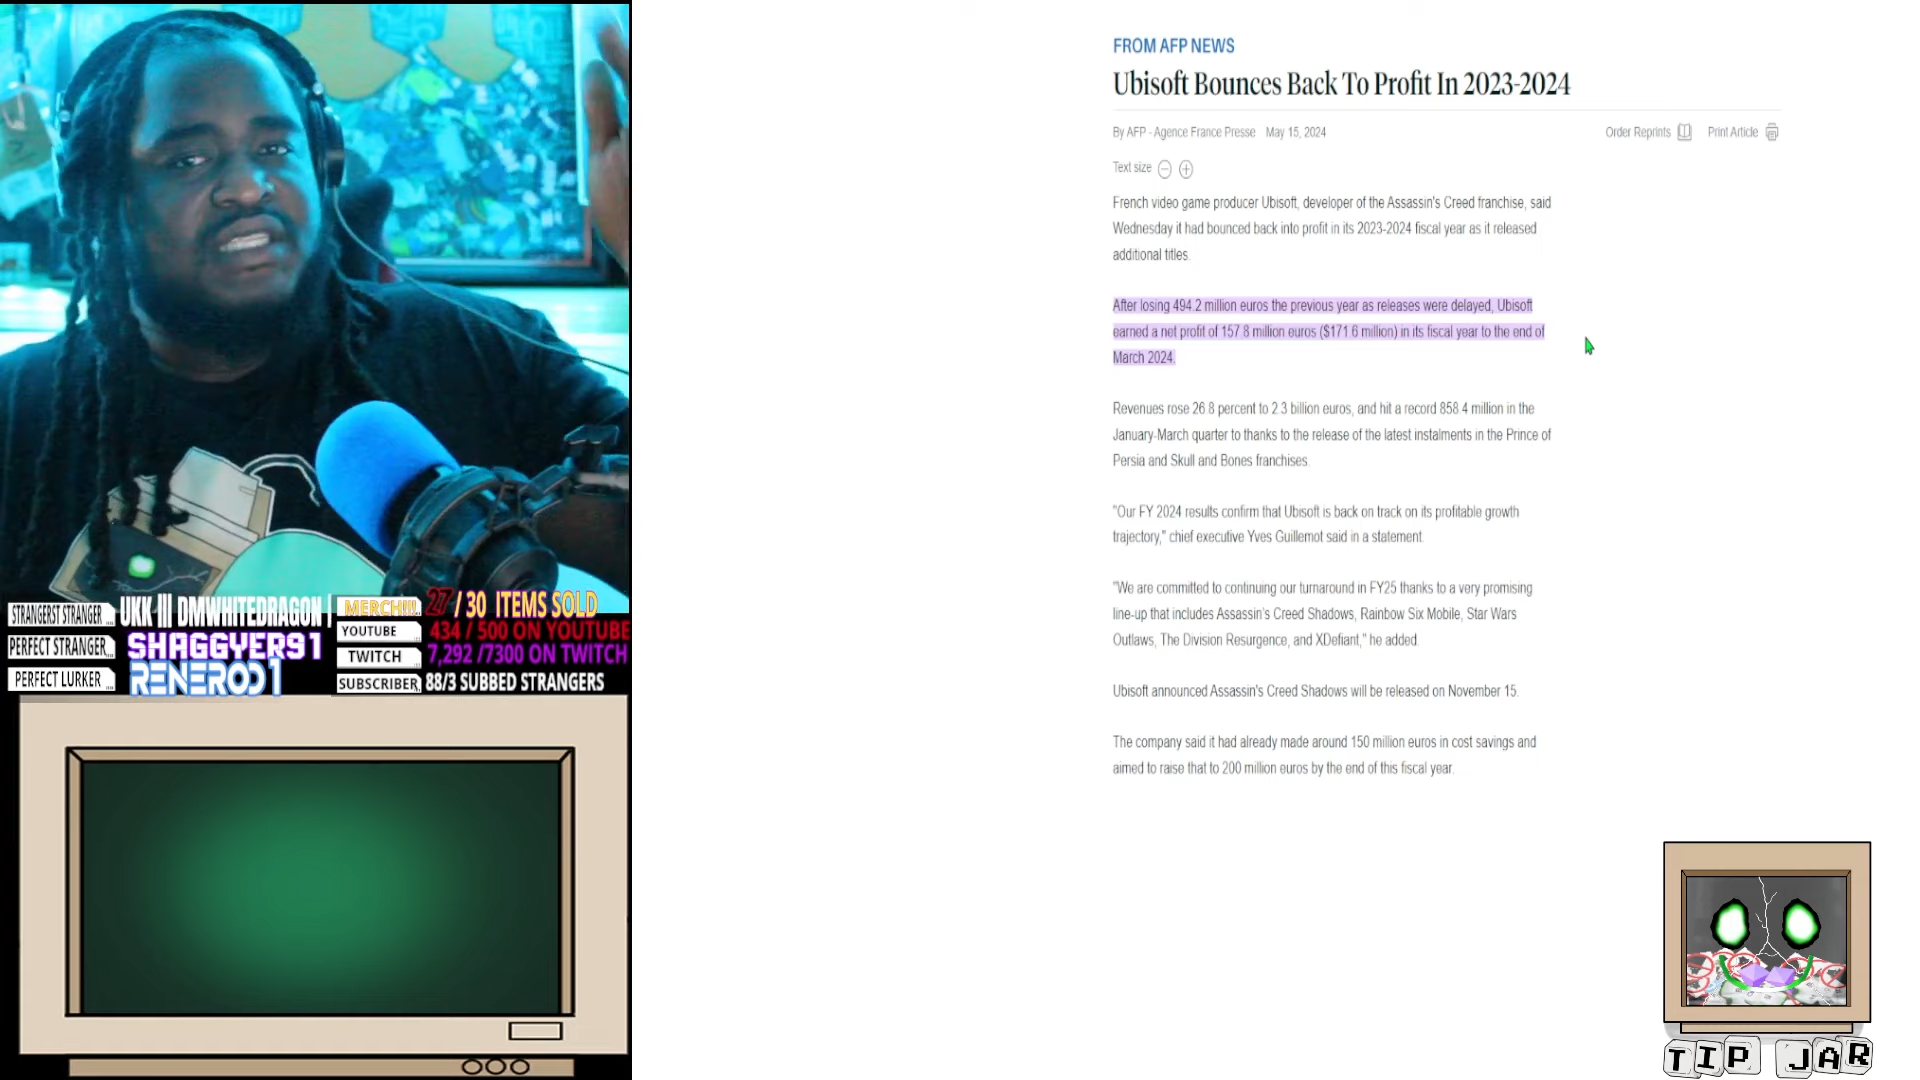 FROM AFP NEWS
Ubisoft Bounces Back To Profit In 2023-2024
By AFP - Agence France Presse May 15, 2024
Order Reprints Print Article
Text size
French video game producer Ubisoft, developer of the Assassin's Creed franchise, said
Wednesday it had bounced back into profit in its 2023-2024 fiscal year as it released
additional titles.
After losing 494.2 million euros the previous year as releases were delayed, Ubisoft
earned a net profit of 157.8 million euros ($171.6 million) in its fiscal year to the end of
March 2024.
Revenues rose 26.8 percent to 2.3 billion euros, and hit a record 858.4 million in the
January-March quarter to thanks to the release of the latest instalments in the Prince of
Persia and Skull and Bones franchises.
"Our FY 2024 results confirm that Ubisoft is back on track on its profitable growth
trajectory," chief executive Yves Guillemot said in a statement.
"We are committed to continuing our turnaround in FY25 thanks to a very promising
line-up that includes Assassin's Creed Shadows, Rainbow Six Mobile, Star Wars
Outlaws, The Division Resurgence, and XDefiant," he added.
Ubisoft announced Assassin's Creed Shadows will be released on November 15.
The company said it had already made around 150 million euros in cost savings and
aimed to raise that to 200 million euros by the end of this fiscal year.
STRANGERST STRANGER... UKK ||| DMWHITEDRAGON |
PERFECT STRANGER... SHAGGYER91
PERFECT LURKER ... RENEROD1
MERCH!!!... 27 / 30 ITEMS SOLD
YOUTUBE ... 434 / 500 ON YOUTUBE
TWITCH ... 7,292 /7300 ON TWITCH
SUBSCRIBER... 88/3 SUBBED STRANGERS
TIP JAR